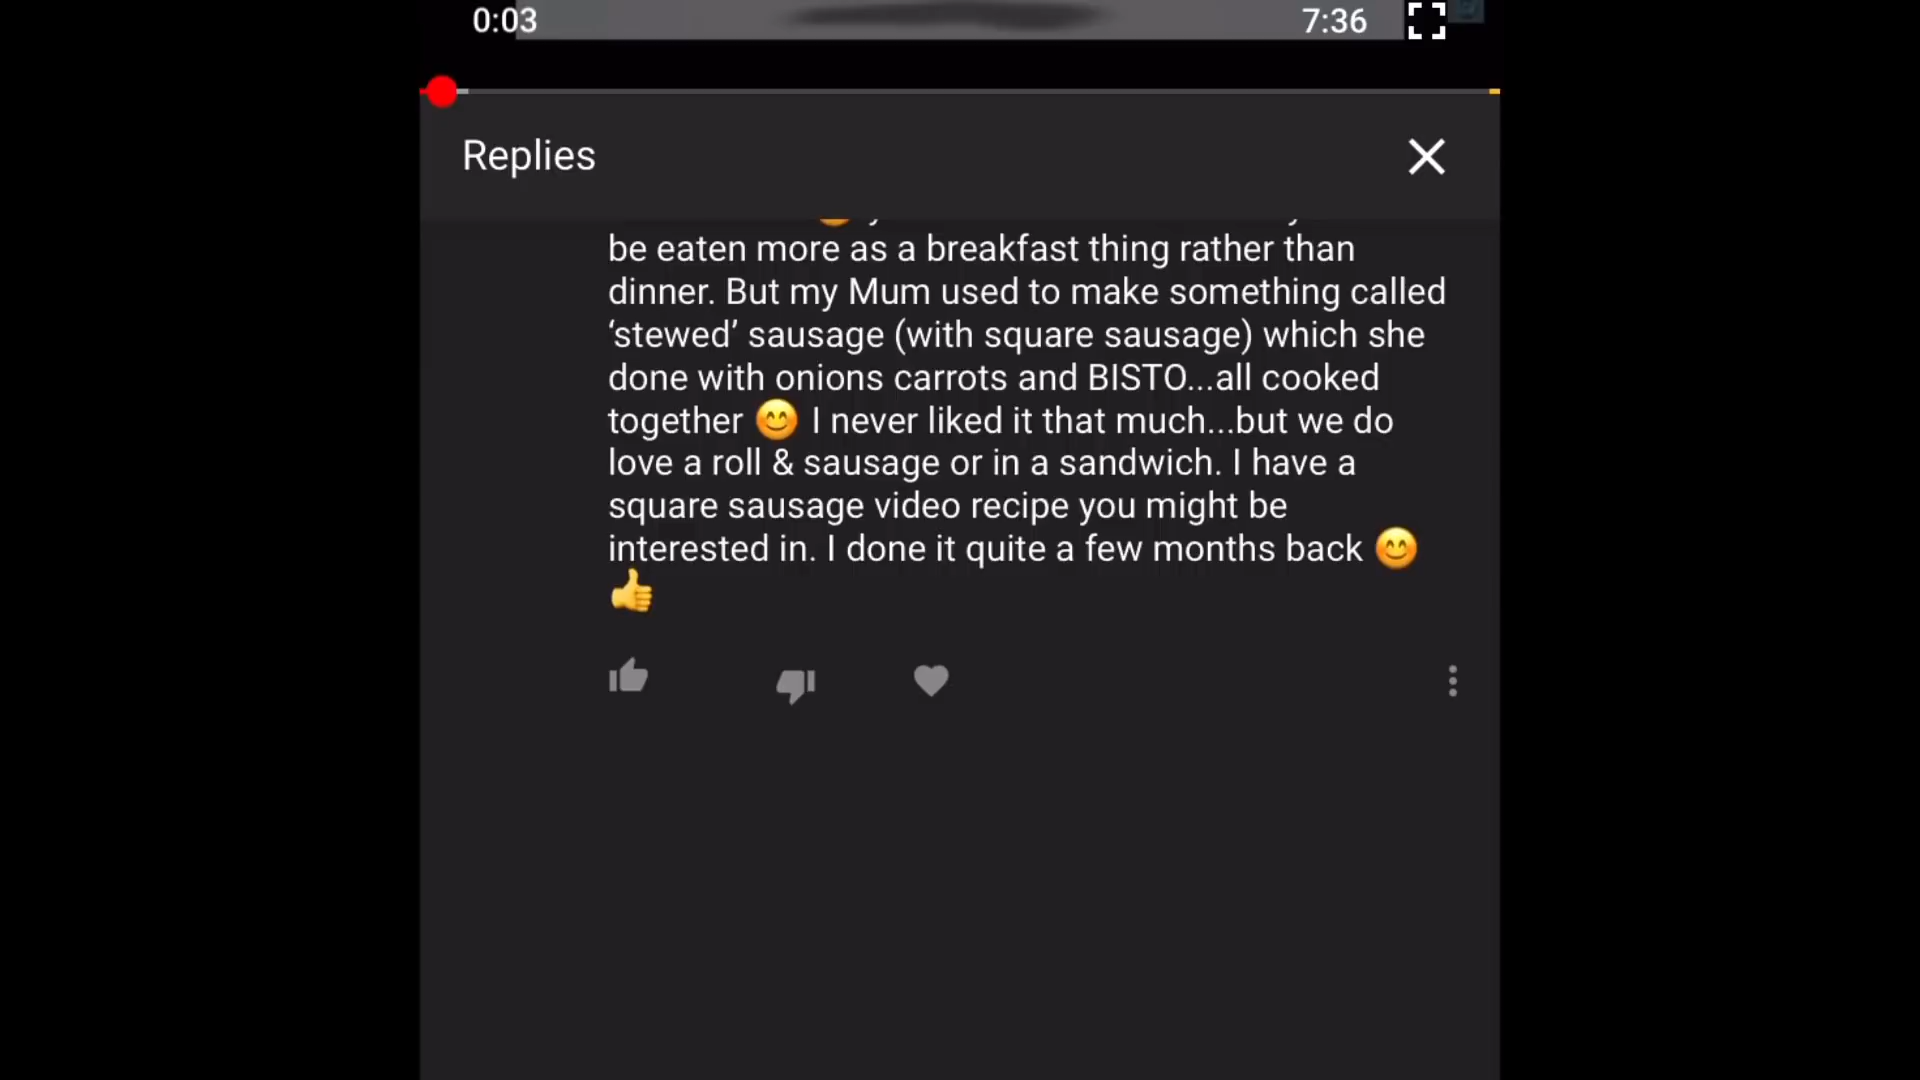 0:03 7:36
Replies
be eaten more as a breakfast thing rather than
dinner. But my Mum used to make something called
‘stewed’ sausage (with square sausage) which she
done with onions carrots and BISTO...all cooked
together 😊 I never liked it that much...but we do
love a roll & sausage or in a sandwich. I have a
square sausage video recipe you might be
interested in. I done it quite a few months back 😊
👍